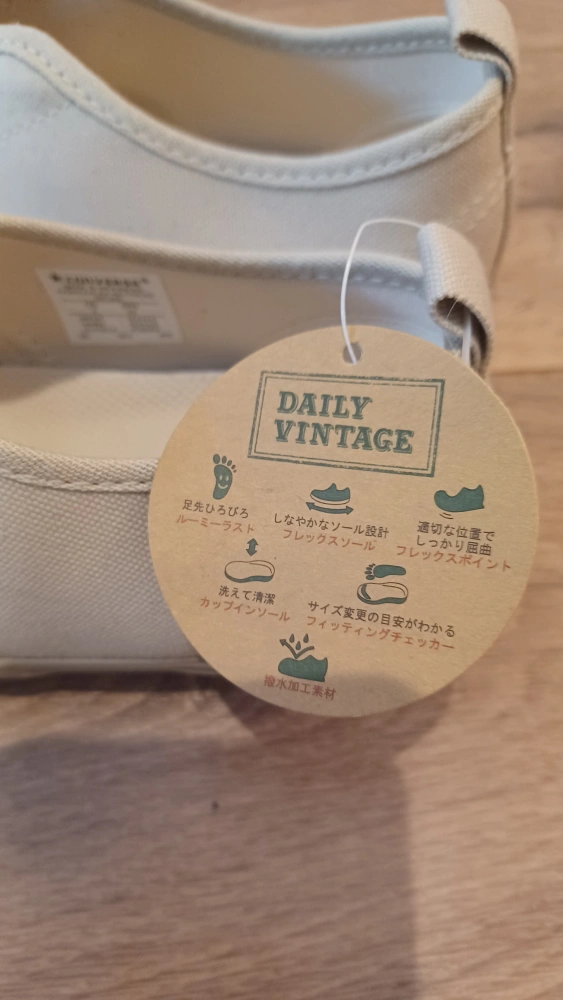 CONVERSE
DAILY
VINTAGE
足先ひろびろ
ルーミーラスト
しなやかなソール設計
フレッグスソール
適切な位置で
しっかり屈曲
フレックスポイント
洗えて清潔
カップインソール
サイズ変更の目安がわかる
フィッティングチェッカー
撥水加工素材